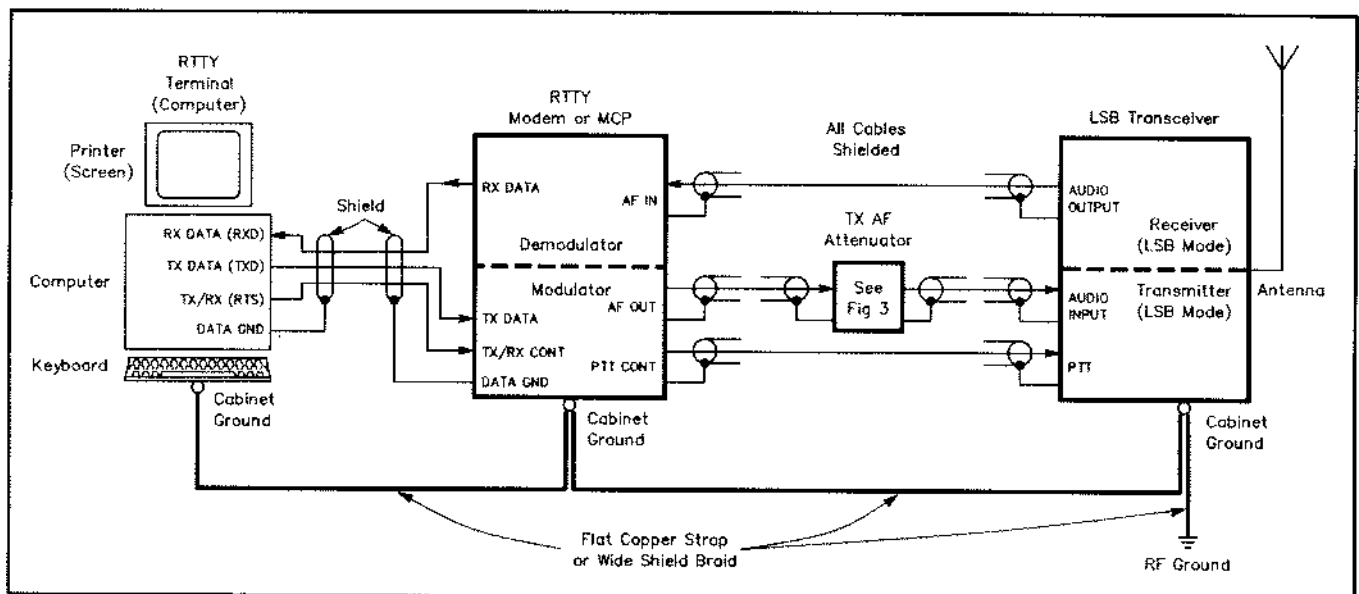 RTTY
Terminal
(Computer)
Printer
(Screen)
Computer
RX DATA (RXD)
TX DATA (TXD)
TX/RX (RTS)
DATA GND
Keyboard
Cabinet
Ground
Shield
RTTY
Modem or MCP
RX DATA
AF IN
Demodulator
Modulator
AF OUT
TX DATA
TX/RX CONT
PTT CONT
DATA GND
Cabinet
Ground
All Cables
Shielded
TX AF
Attenuator
See
Fig 3
LSB Transceiver
AUDIO
OUTPUT
Receiver
(LSB Mode)
Transmitter
(LSB Mode)
AUDIO
INPUT
PTT
Antenna
Cabinet
Ground
Flat Copper Strap
or Wide Shield Braid
RF Ground